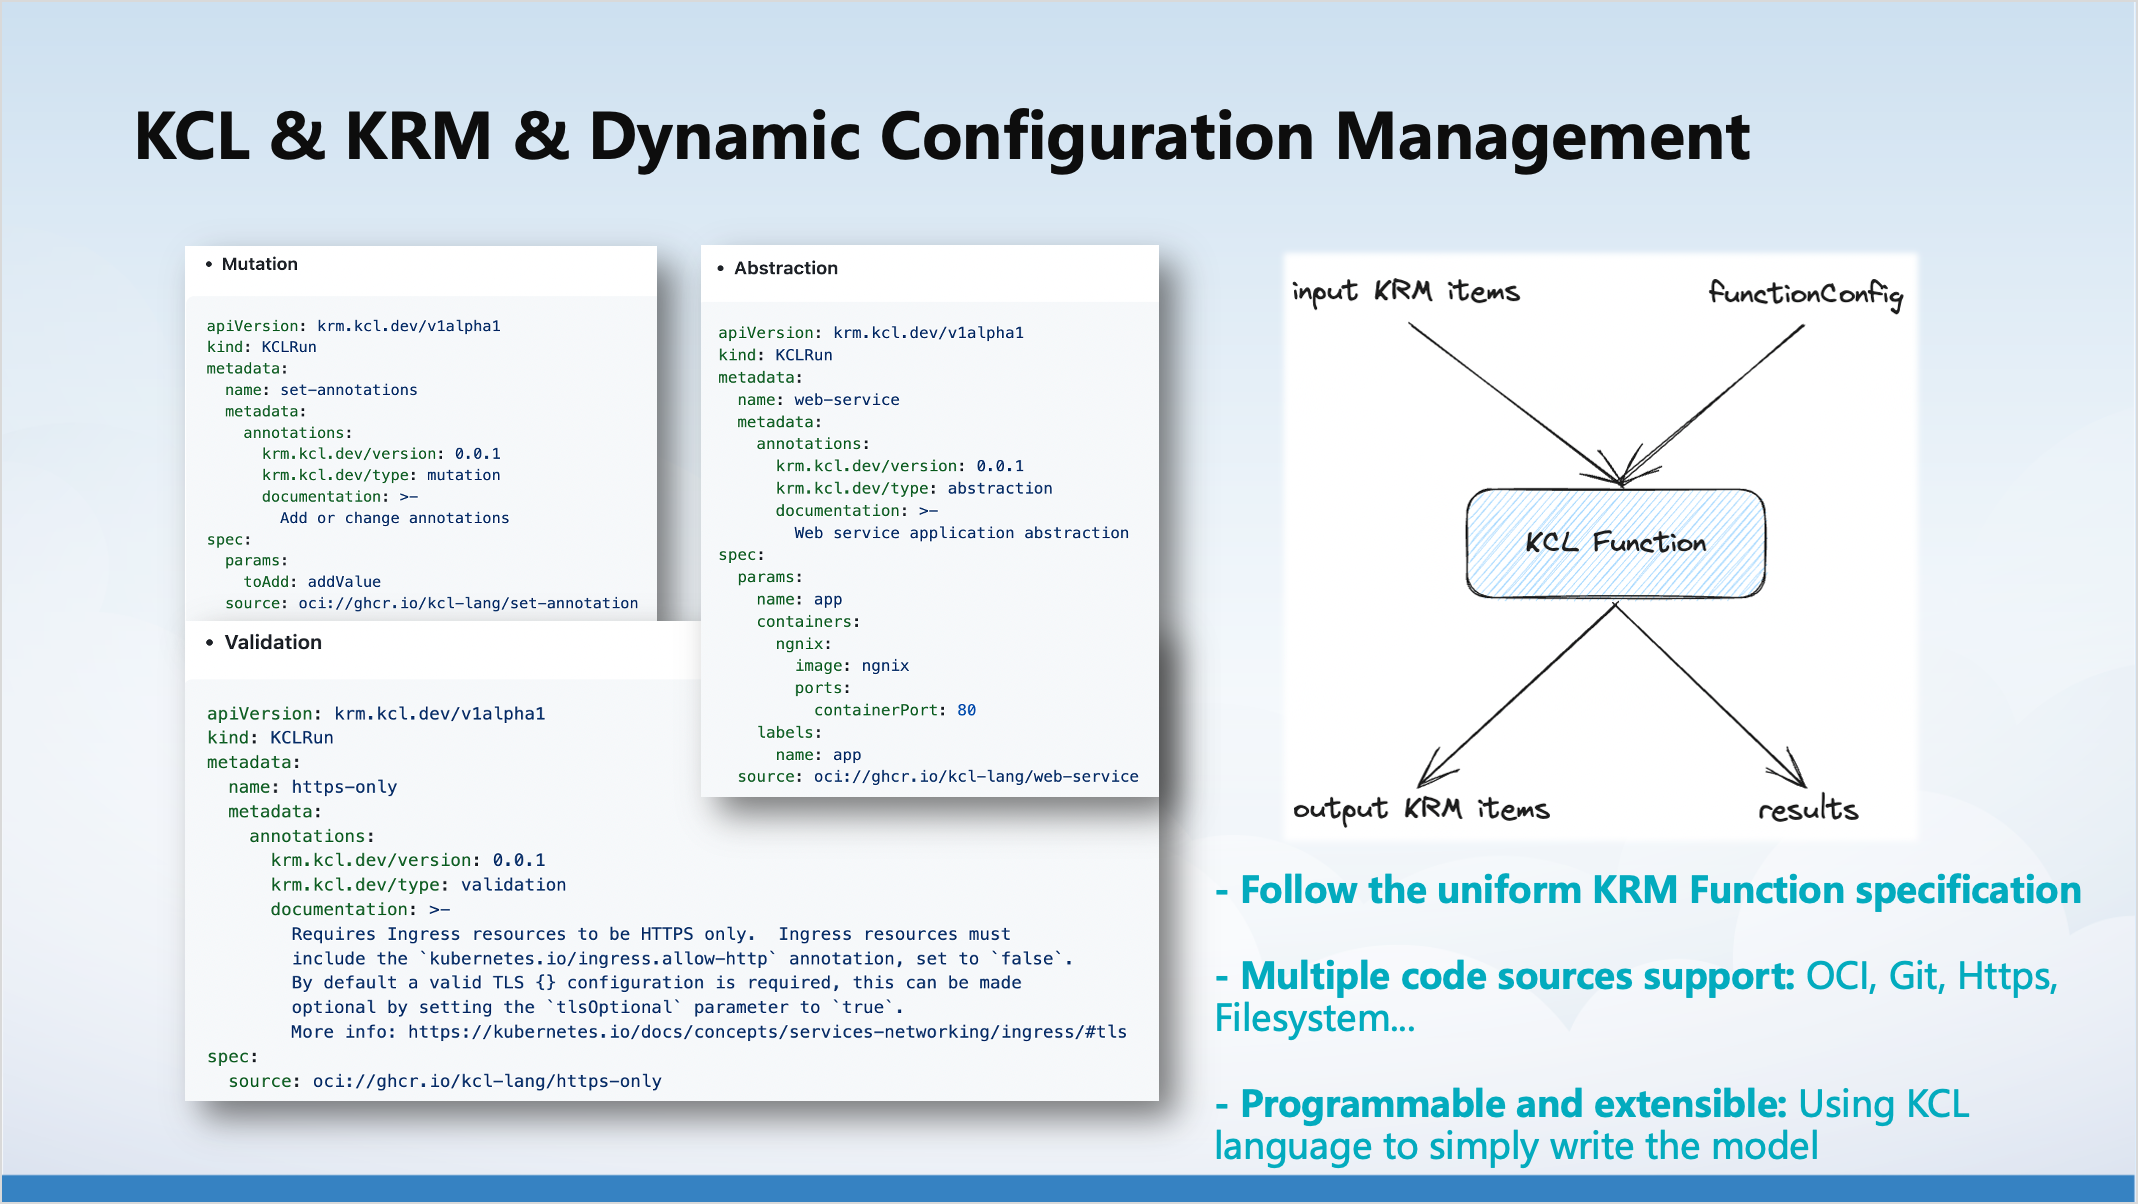 KCL & KRM & Dynamic Configuration Management
• Mutation
apiVersion: krm.kcl.dev/v1alpha1
kind: KCLRun
metadata:
  name: set-annotations
  metadata:
    annotations:
      krm.kcl.dev/version: 0.0.1
      krm.kcl.dev/type: mutation
      documentation: >-
        Add or change annotations
spec:
  params:
    toAdd: addValue
  source: oci://ghcr.io/kcl-lang/set-annotation
• Validation
apiVersion: krm.kcl.dev/v1alpha1
kind: KCLRun
metadata:
  name: https-only
  metadata:
    annotations:
      krm.kcl.dev/version: 0.0.1
      krm.kcl.dev/type: validation
      documentation: >-
        Requires Ingress resources to be HTTPS only.  Ingress resources must
        include the `kubernetes.io/ingress.allow-http` annotation, set to `false`.
        By default a valid TLS {} configuration is required, this can be made
        optional by setting the `tlsOptional` parameter to `true`.
        More info: https://kubernetes.io/docs/concepts/services-networking/ingress/#tls
spec:
  source: oci://ghcr.io/kcl-lang/https-only
• Abstraction
apiVersion: krm.kcl.dev/v1alpha1
kind: KCLRun
metadata:
  name: web-service
  metadata:
    annotations:
      krm.kcl.dev/version: 0.0.1
      krm.kcl.dev/type: abstraction
      documentation: >-
        Web service application abstraction
spec:
  params:
    name: app
    containers:
      ngnix:
        image: ngnix
        ports:
          containerPort: 80
    labels:
      name: app
  source: oci://ghcr.io/kcl-lang/web-service
input KRM items
functionConfig
KCL Function
output KRM items
results
- Follow the uniform KRM Function specification
- Multiple code sources support: OCI, Git, Https,
Filesystem...
- Programmable and extensible: Using KCL
language to simply write the model